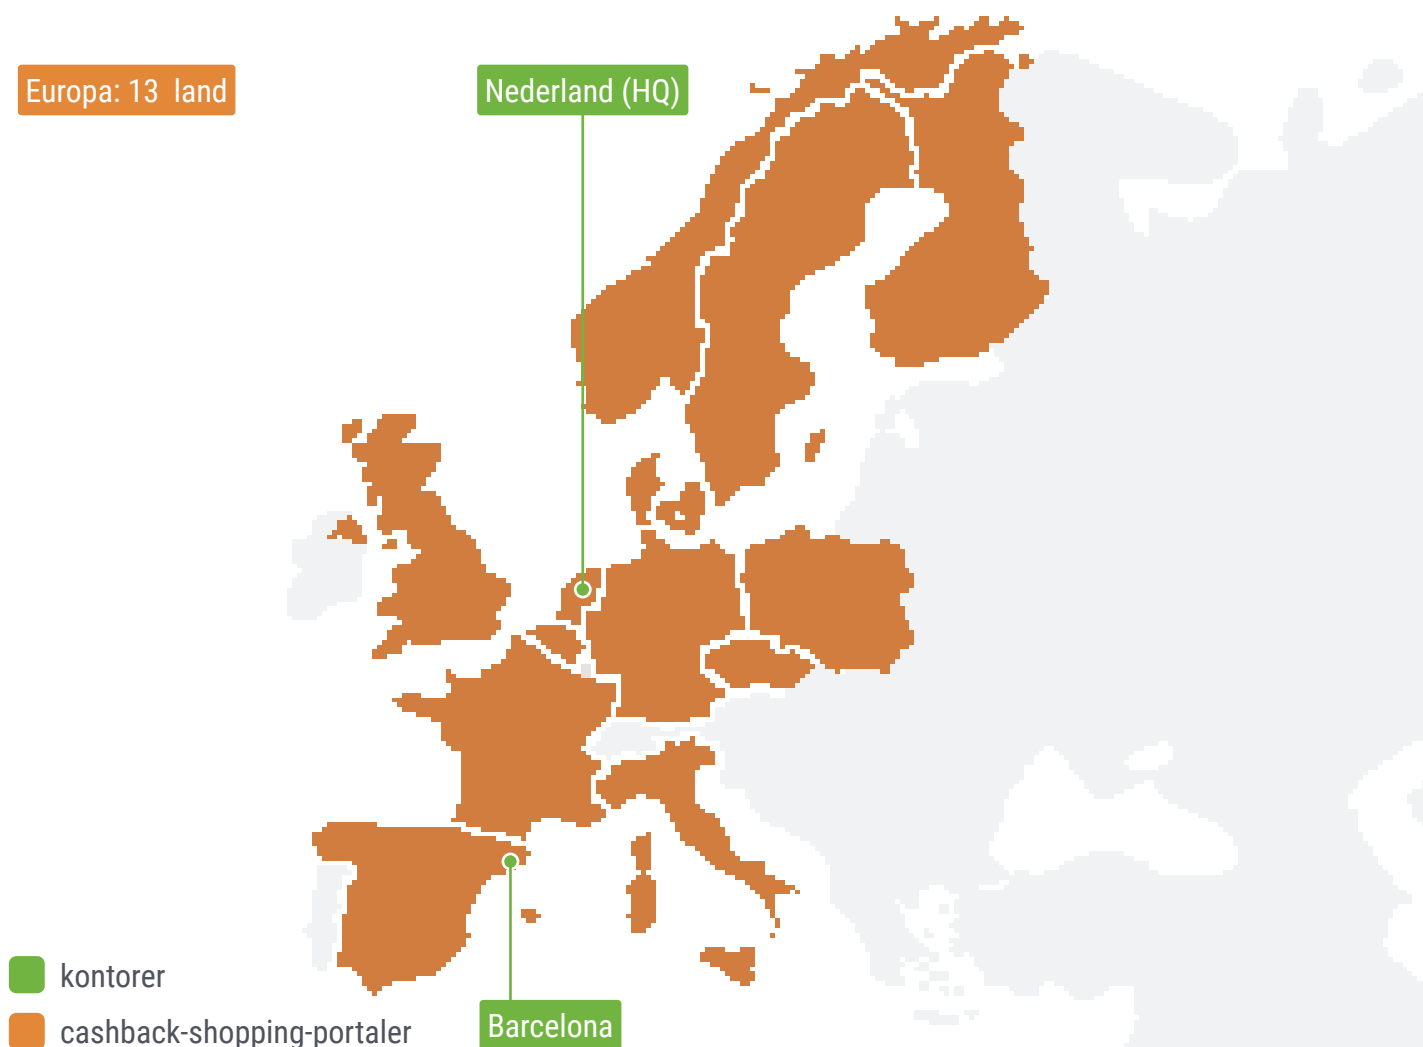 Europa: 13 land
Nederland (HQ)
kontorer
cashback-shopping-portaler
Barcelona